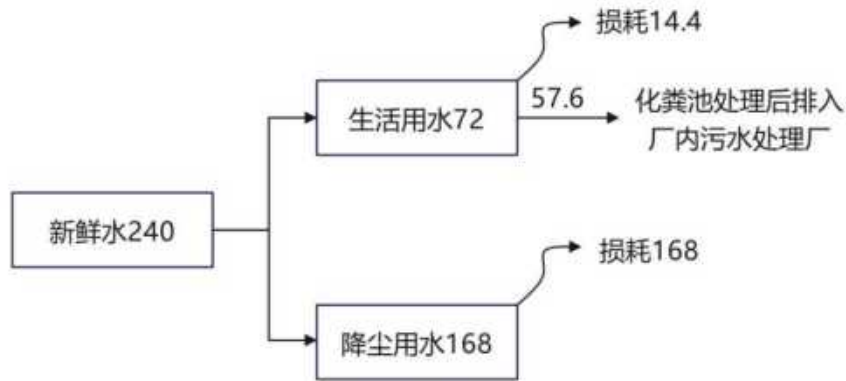 损耗14.4
生活用水72
57.6
化粪池处理后排入
厂内污水处理厂
新鲜水240
损耗168
降尘用水168